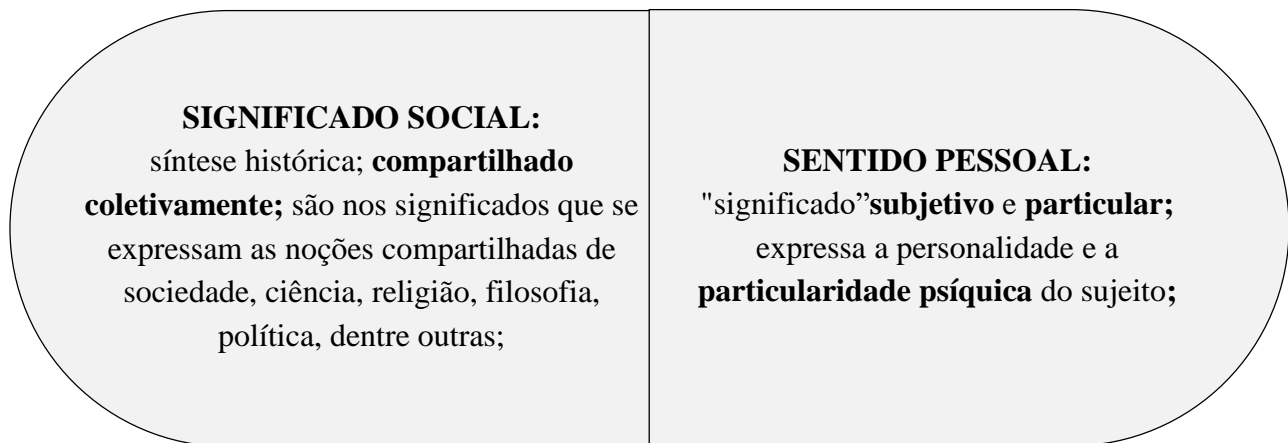 SIGNIFICADO SOCIAL:
síntese histórica; compartilhado
coletivamente; são nos significados que se
expressam as noções compartilhadas de
sociedade, ciência, religião, filosofia,
política, dentre outras;
SENTIDO PESSOAL:
"significado”subjetivo e particular;
expressa a personalidade e a
particularidade psíquica do sujeito;